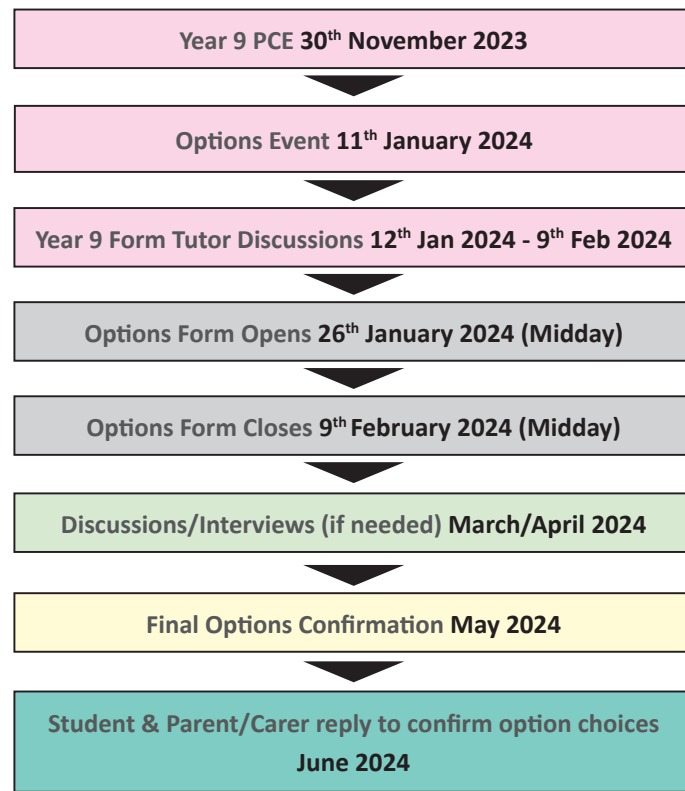 Year 9 PCE 30th November 2023
Options Event 11th January 2024
Year 9 Form Tutor Discussions 12th Jan 2024 - 9th Feb 2024
Options Form Opens 26th January 2024 (Midday)
Options Form Closes 9th February 2024 (Midday)
Discussions/Interviews (if needed) March/April 2024
Final Options Confirmation May 2024
Student & Parent/Carer reply to confirm option choices
June 2024